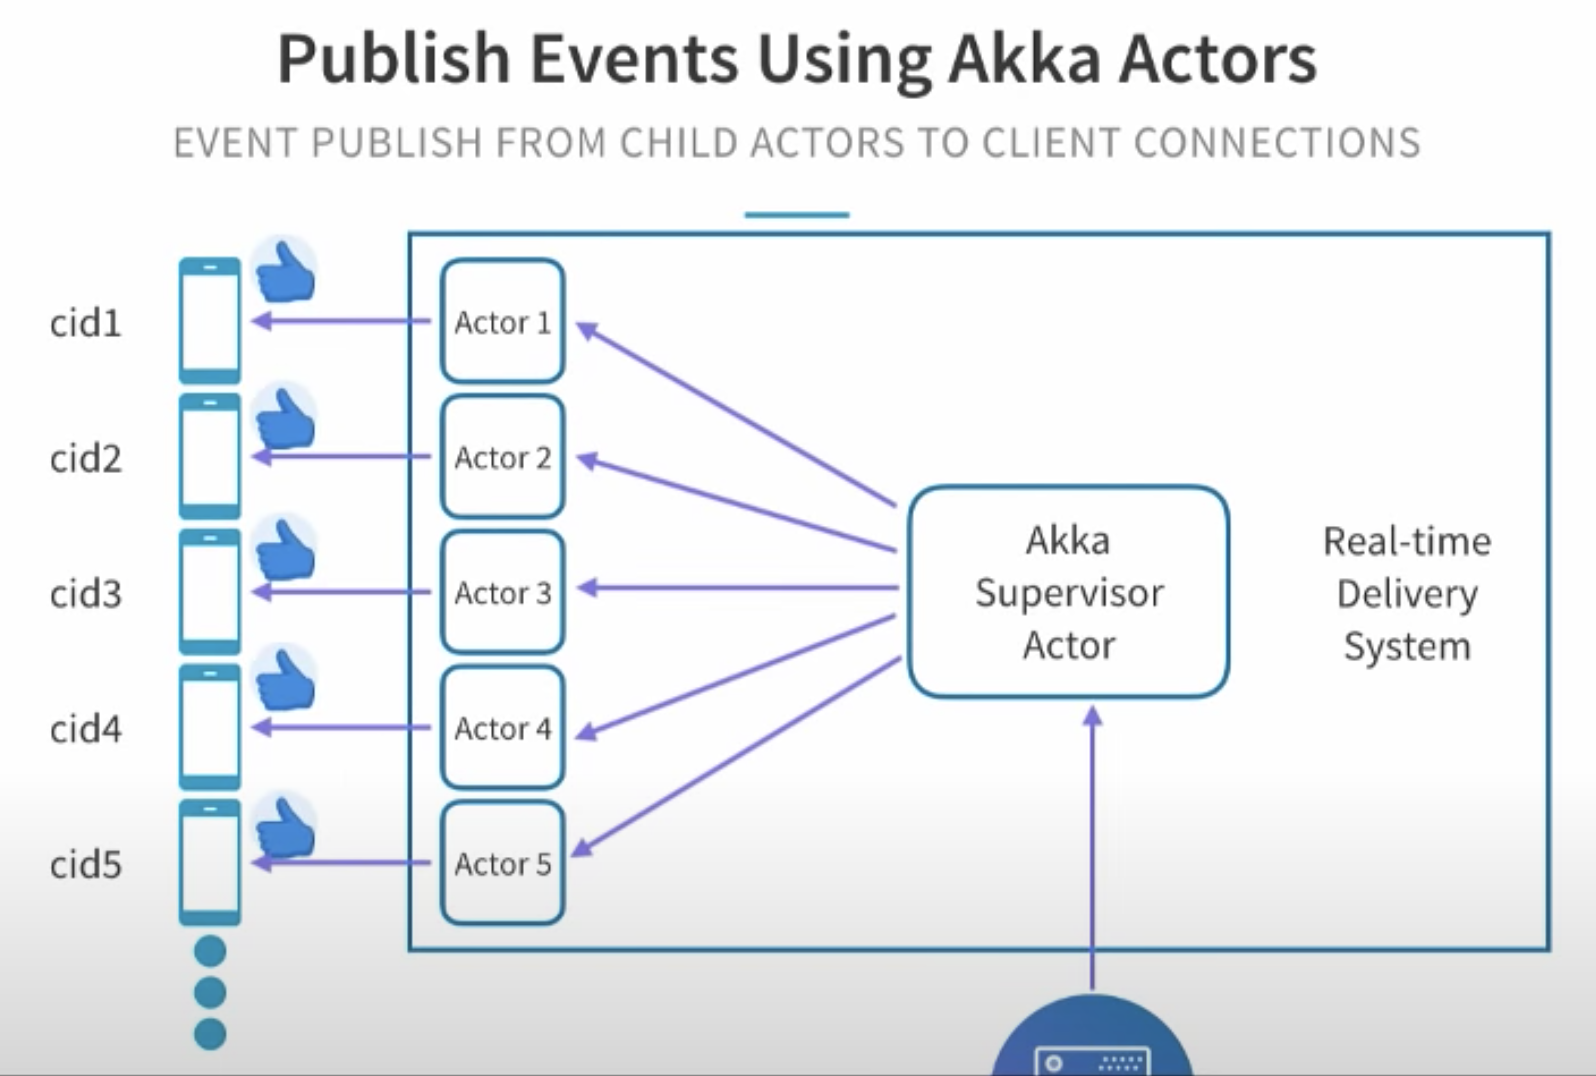 Publish Events Using Akka Actors
EVENT PUBLISH FROM CHILD ACTORS TO CLIENT CONNECTIONS
cid1
Actor 1
cid2
Actor 2
cid3
Actor 3
cid4
Actor 4
cid5
Actor 5
Akka
Supervisor
Actor
Real-time
Delivery
System